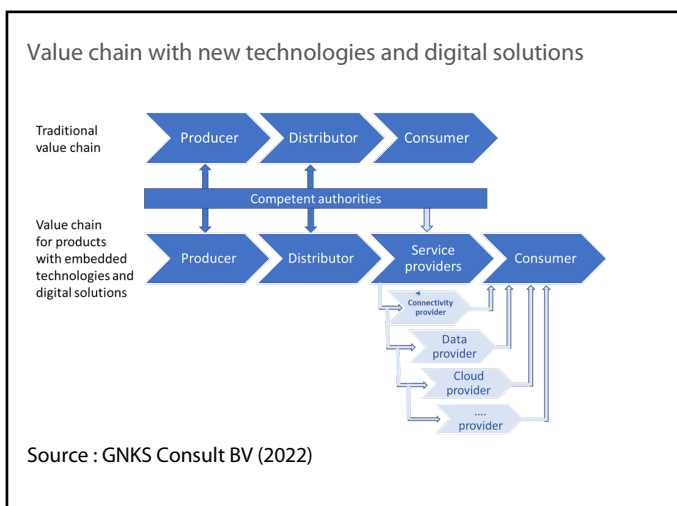 Value chain with new technologies and digital solutions
Traditional
value chain
Producer
Distributor
Consumer
Competent authorities
Value chain
for products
with embedded
technologies and
digital solutions
Producer
Distributor
Service
providers
Consumer
Connectivity
provider
Data
provider
Cloud
provider
....
provider
Source : GNKS Consult BV (2022)